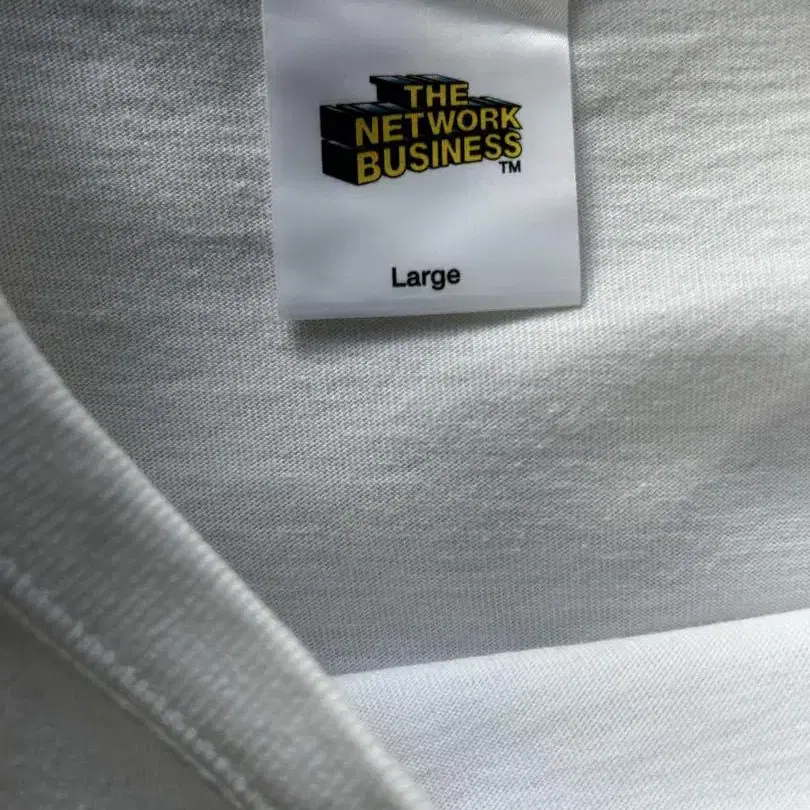 THE
NETWORK
BUSINESS
TM
Large